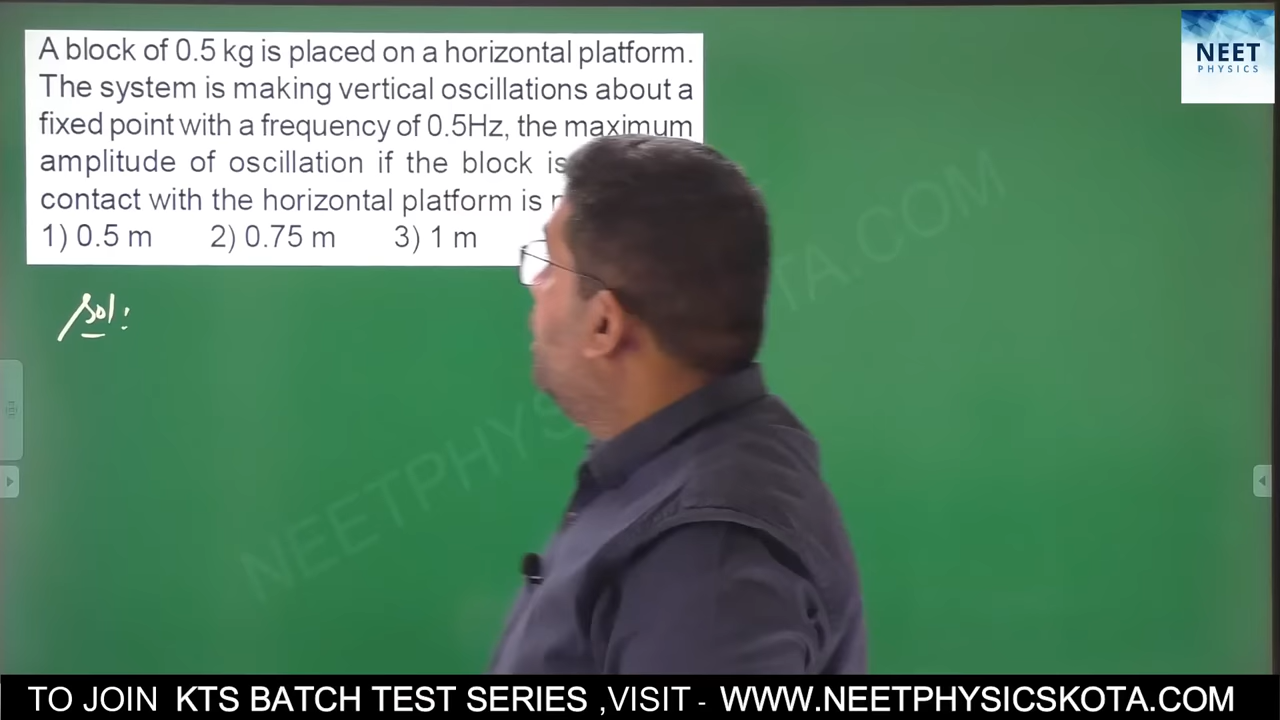 A block of 0.5 kg is placed on a horizontal platform.
The system is making vertical oscillations about a
fixed point with a frequency of 0.5Hz, the maximum
amplitude of oscillation if the block is
contact with the horizontal platform is
1) 0.5 m 2) 0.75 m 3) 1 m
Sol:
NEET
PHYSICS
NEETPHYSICSKOTA.COM
TO JOIN KTS BATCH TEST SERIES ,VISIT - WWW.NEETPHYSICSKOTA.COM